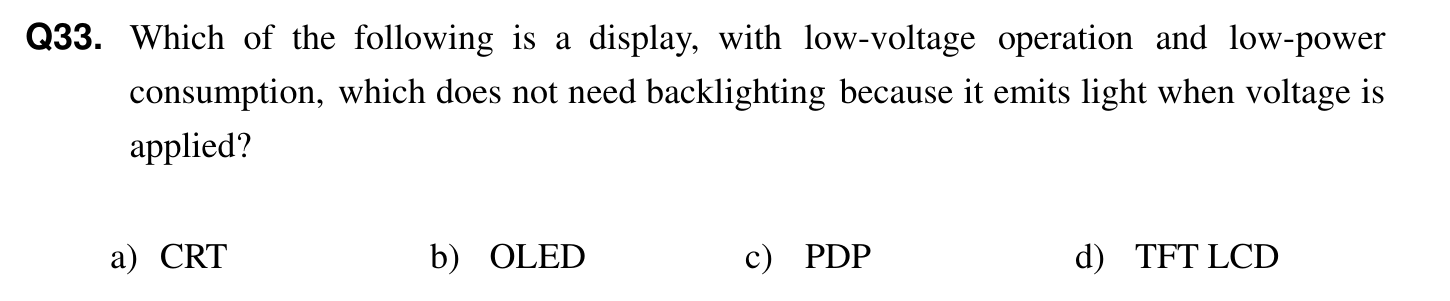 Q33. Which of the following is a display, with low-voltage operation and low-power
consumption, which does not need backlighting because it emits light when voltage is
applied?
a) CRT b) OLED c) PDP d) TFT LCD